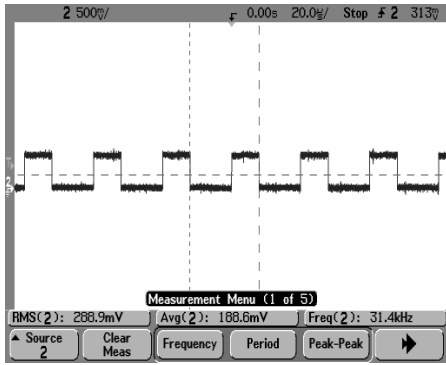 2 500mV/ 0.00s 20.0µs/ Stop 2 313mV
2
Measurement Menu (1 of 5)
RMS(2): 288.9mV Avg(2): 188.6mV Freq(2): 31.4kHz
Source 2 Clear Meas Frequency Period Peak-Peak